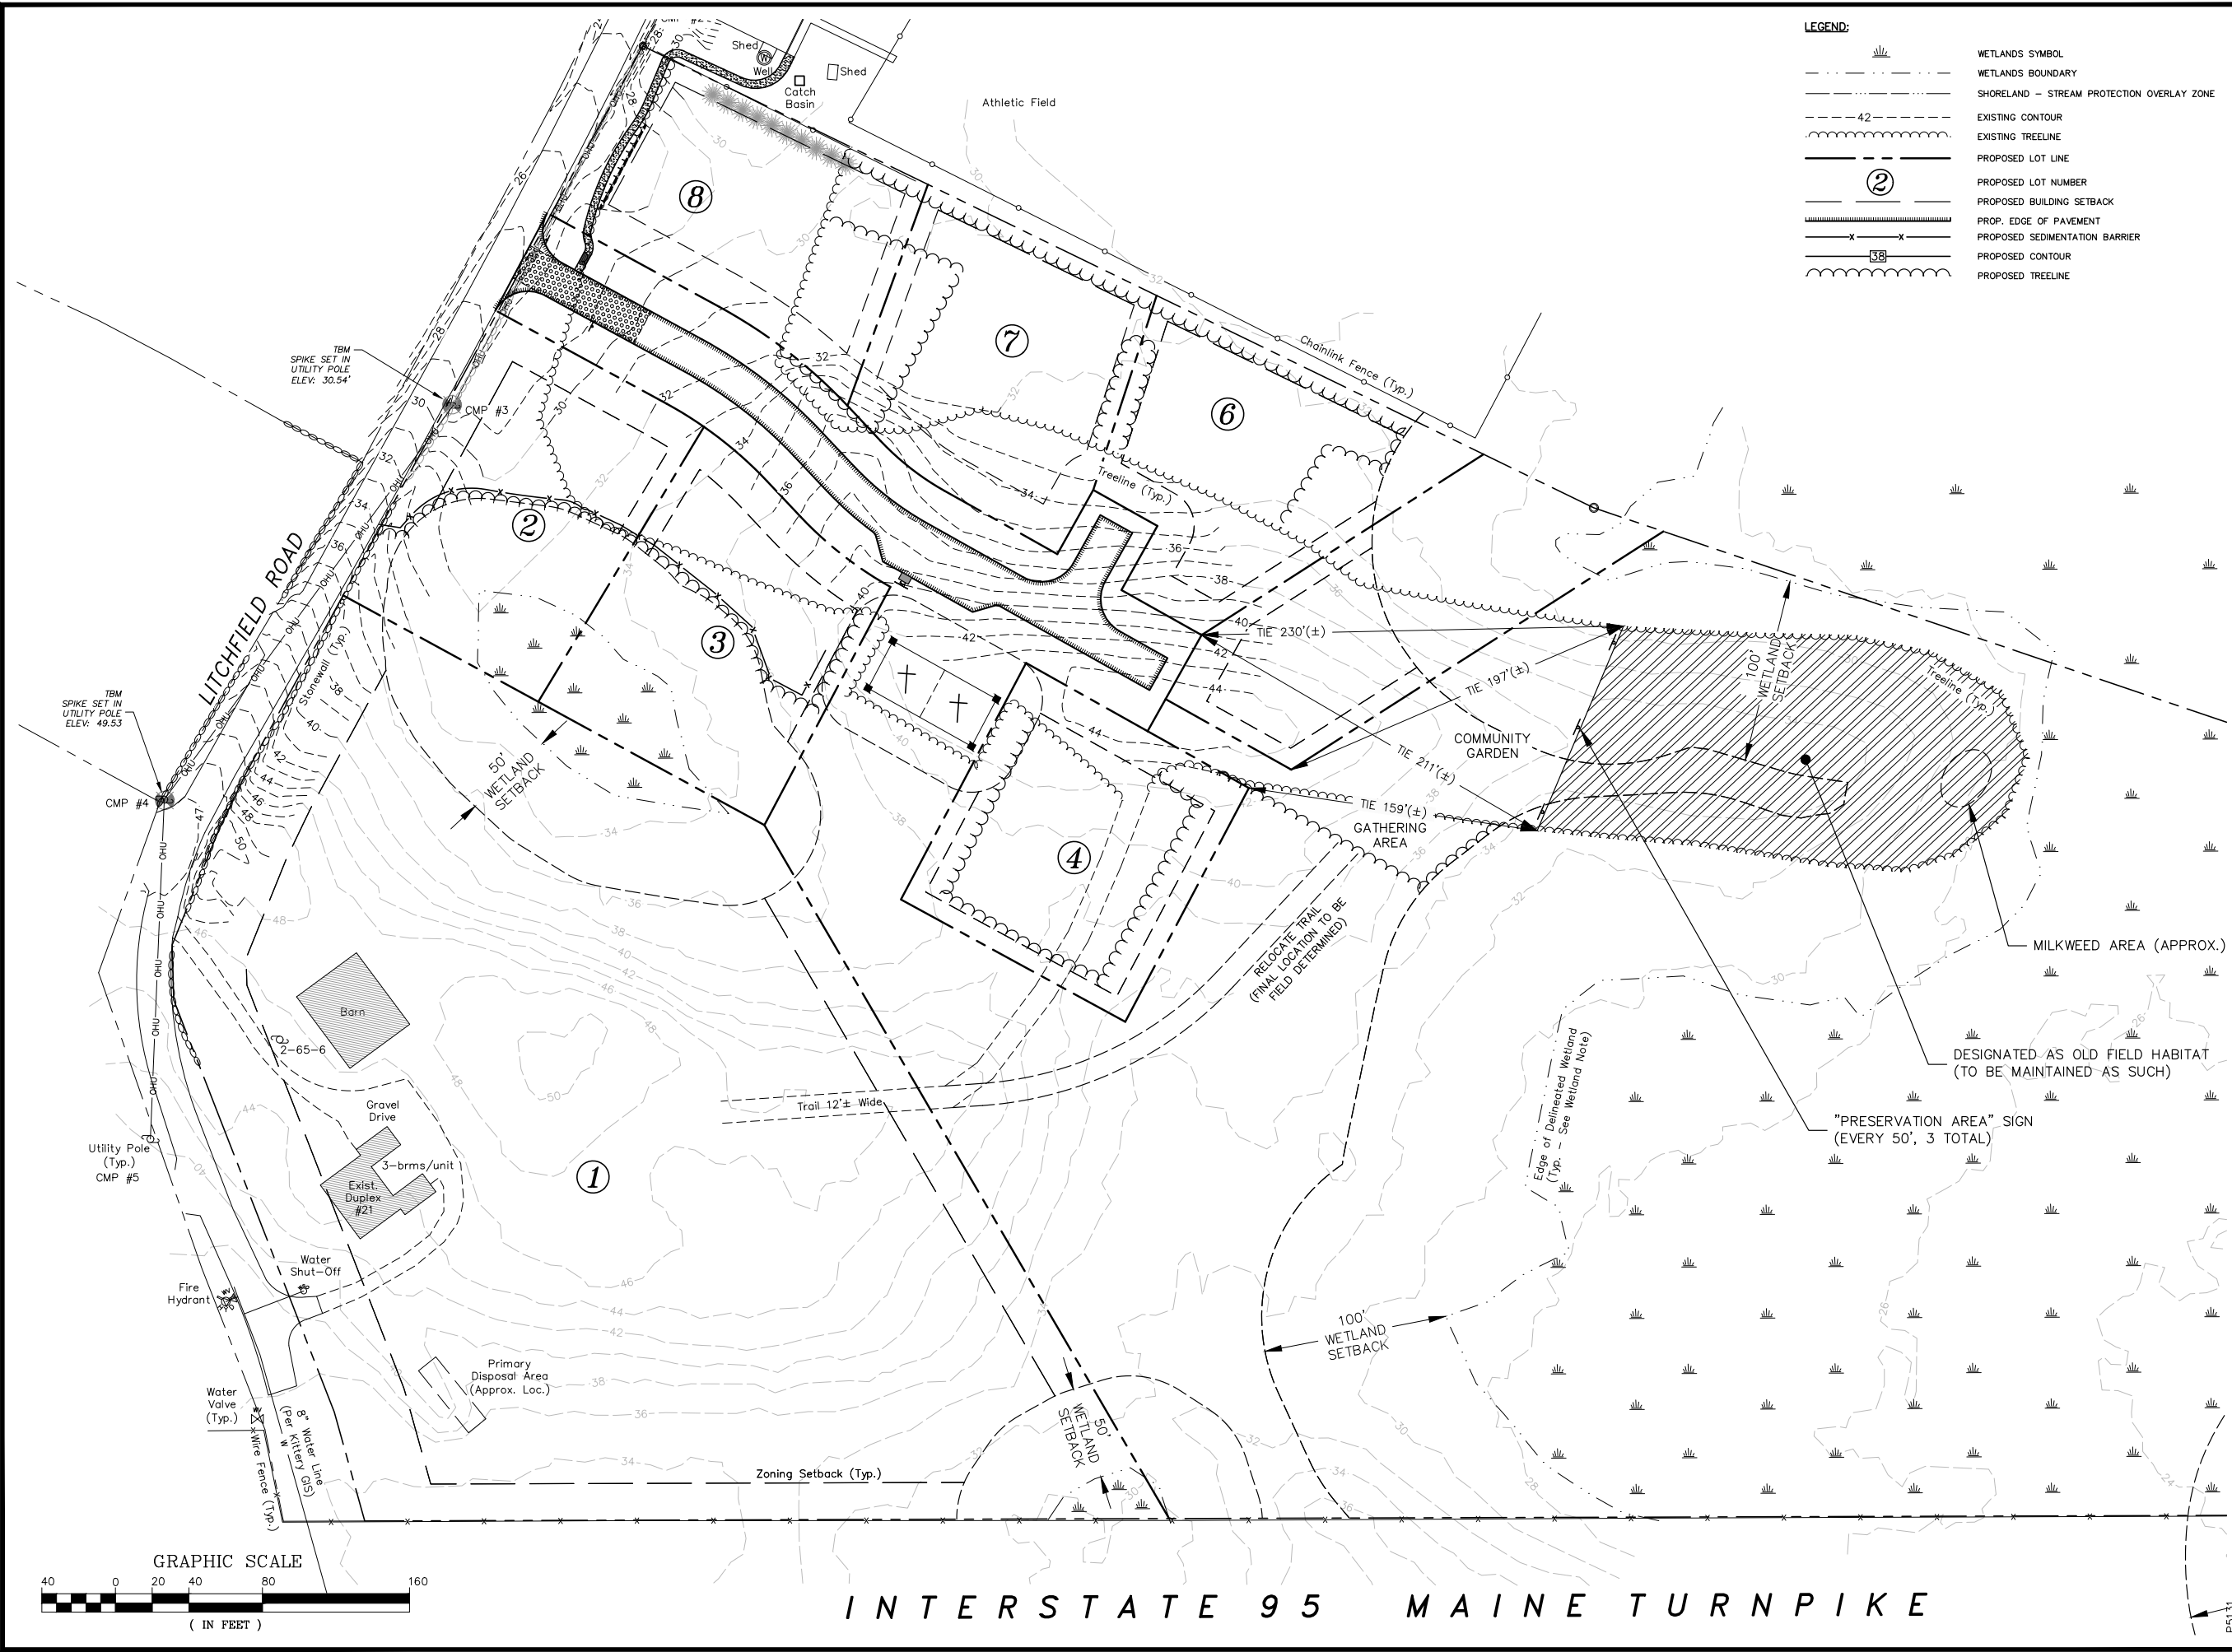 LEGEND:
WETLANDS SYMBOL
WETLANDS BOUNDARY
SHORELAND - STREAM PROTECTION OVERLAY ZONE
42
EXISTING CONTOUR
EXISTING TREELINE
PROPOSED LOT LINE
2
PROPOSED LOT NUMBER
PROPOSED BUILDING SETBACK
PROP. EDGE OF PAVEMENT
PROPOSED SEDIMENTATION BARRIER
38
PROPOSED CONTOUR
PROPOSED TREELINE
Shed
W
Well
Shed
Catch
Basin
Athletic Field
8
7
6
Chainlink Fence (Typ.)
TBM
SPIKE SET IN
UTILITY POLE
ELEV: 30.54'
CMP #3
Treeline (Typ.)
2
3
LITCHFIELD ROAD
Stonewall (Typ.)
TBM
SPIKE SET IN
UTILITY POLE
ELEV: 49.53
CMP #4
50'
WETLAND
SETBACK
TIE 230'(±)
TIE 197'(±)
TIE 211'(±)
TIE 159'(±)
COMMUNITY
GARDEN
GATHERING
AREA
100'
WETLAND
SETBACK
Treeline (Typ.)
4
RELOCATE TRAIL
(FINAL LOCATION TO BE
FIELD DETERMINED)
MILKWEED AREA (APPROX.)
DESIGNATED AS OLD FIELD HABITAT
(TO BE MAINTAINED AS SUCH)
"PRESERVATION AREA" SIGN
(EVERY 50', 3 TOTAL)
Edge of Delineated Wetland
(Typ. - See Wetland Note)
Barn
2-65-6
Trail 12'± Wide
Gravel
Drive
3-brms/unit
Exist.
Duplex
#21
1
Utility Pole
(Typ.)
CMP #5
Water
Shut-Off
Fire
Hydrant
Primary
Disposal Area
(Approx. Loc.)
Water
Valve
(Typ.)
8" Water Line
(Per Kittery GIS)
W
Wire Fence (Typ.)
Zoning Setback (Typ.)
50'
WETLAND
SETBACK
100'
WETLAND
SETBACK
GRAPHIC SCALE
40 0 20 40 80 160
( IN FEET )
INTERSTATE 95 MAINE TURNPIKE